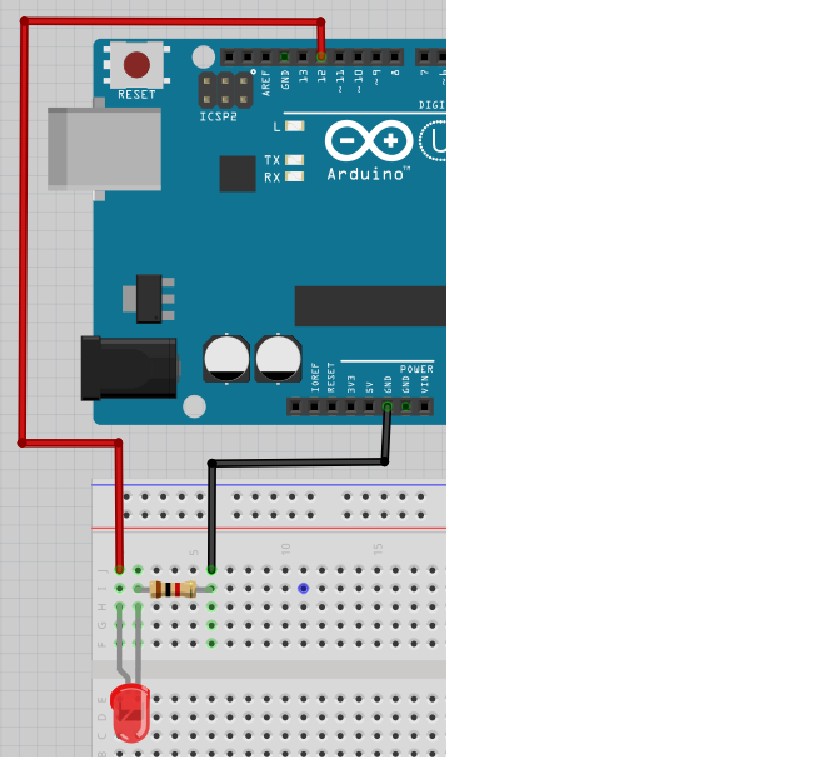 RESET
ICSP2
AREF
GND
13
12
~11
~10
~9
8
7
DIGI
L
TX
RX
Arduino™
IOREF
RESET
3V3
5V
GND
GND
VIN
POWER
5
10
15
J
I
H
G
F
E
D
C
B